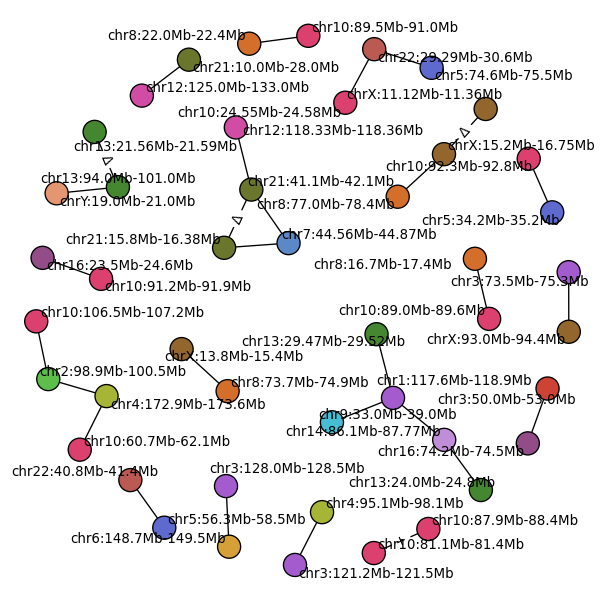 chr10:89.5Mb-91.0Mb
chr8:22.0Mb-22.4Mb
chr22:29.29Mb-30.6Mb
chr21:10.0Mb-28.0Mb
chr5:74.6Mb-75.5Mb
chr12:125.0Mb-133.0Mb
chrX:11.12Mb-11.36Mb
chr10:24.55Mb-24.58Mb
chr12:118.33Mb-118.36Mb
chr13:21.56Mb-21.59Mb
chrX:15.2Mb-16.75Mb
chr10:92.3Mb-92.8Mb
chr13:94.0Mb-101.0Mb
chr21:41.1Mb-42.1Mb
chrY:19.0Mb-21.0Mb
chr8:77.0Mb-78.4Mb
chr5:34.2Mb-35.2Mb
chr7:44.56Mb-44.87Mb
chr21:15.8Mb-16.38Mb
chr16:23.5Mb-24.6Mb
chr8:16.7Mb-17.4Mb
chr3:73.5Mb-75.3Mb
chr10:91.2Mb-91.9Mb
chr10:106.5Mb-107.2Mb
chr10:89.0Mb-89.6Mb
chrX:93.0Mb-94.4Mb
chr13:29.47Mb-29.52Mb
chrX:13.8Mb-15.4Mb
chr2:98.9Mb-100.5Mb
chr1:117.6Mb-118.9Mb
chr8:73.7Mb-74.9Mb
chr3:50.0Mb-53.0Mb
chr4:172.9Mb-173.6Mb
chr9:33.0Mb-39.0Mb
chr14:86.1Mb-87.77Mb
chr10:60.7Mb-62.1Mb
chr16:74.2Mb-74.5Mb
chr22:40.8Mb-41.4Mb
chr3:128.0Mb-128.5Mb
chr13:24.0Mb-24.8Mb
chr4:95.1Mb-98.1Mb
chr5:56.3Mb-58.5Mb
chr10:87.9Mb-88.4Mb
chr6:148.7Mb-149.5Mb
chr10:81.1Mb-81.4Mb
chr3:121.2Mb-121.5Mb